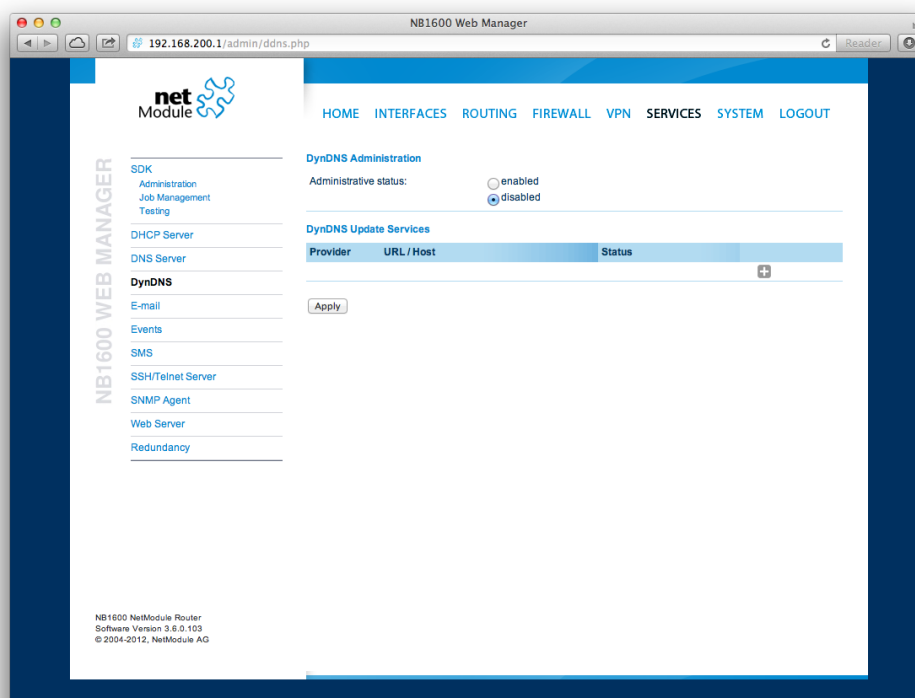 NB1600 Web Manager
192.168.200.1/admin/ddns.php
Reader
net
Module
HOME INTERFACES ROUTING FIREWALL VPN SERVICES SYSTEM LOGOUT
NB1600 WEB MANAGER
SDK
Administration
Job Management
Testing
DHCP Server
DNS Server
DynDNS
E-mail
Events
SMS
SSH/Telnet Server
SNMP Agent
Web Server
Redundancy
DynDNS Administration
Administrative status:
enabled
disabled
DynDNS Update Services
Provider URL / Host Status
Apply
NB1600 NetModule Router
Software Version 3.6.0.103
© 2004-2012, NetModule AG